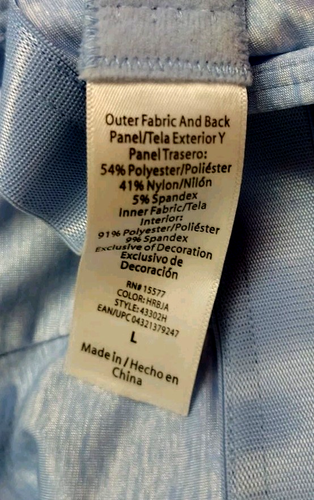 Outer Fabric And Back
Panel/Tela Exterior Y
Panel Trasero:
54% Polyester/Poliéster
41% Nylon/Nilón
5% Spandex
Inner Fabric/Tela
Interior:
91% Polyester/Poliéster
9% Spandex
Exclusive of Decoration
Exclusivo de
Decoración
RN# 15577
COLOR: HRBJA
STYLE: 43302H
EAN/UPC 04321379247
L
Made in / Hecho en
China